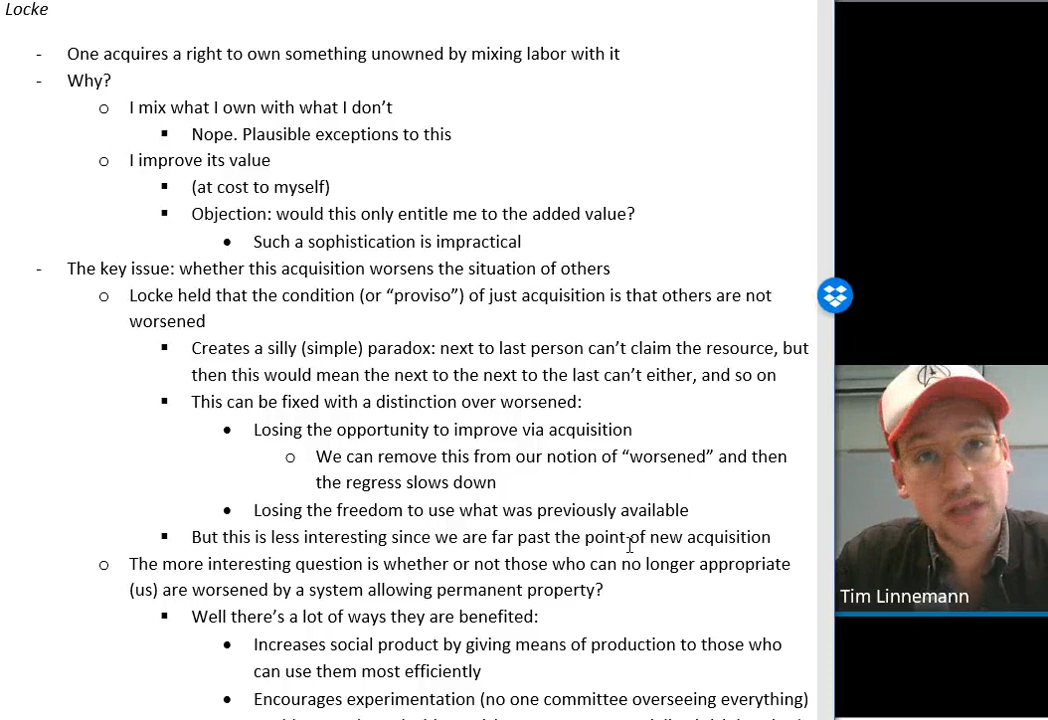 Locke
- One acquires a right to own something unowned by mixing labor with it
- Why?
o I mix what I own with what I don’t
▪ Nope. Plausible exceptions to this
o I improve its value
▪ (at cost to myself)
▪ Objection: would this only entitle me to the added value?
• Such a sophistication is impractical
- The key issue: whether this acquisition worsens the situation of others
o Locke held that the condition (or “proviso”) of just acquisition is that others are not
worsened
▪ Creates a silly (simple) paradox: next to last person can’t claim the resource, but
then this would mean the next to the next to the last can’t either, and so on
▪ This can be fixed with a distinction over worsened:
• Losing the opportunity to improve via acquisition
o We can remove this from our notion of “worsened” and then
the regress slows down
• Losing the freedom to use what was previously available
▪ But this is less interesting since we are far past the point of new acquisition
o The more interesting question is whether or not those who can no longer appropriate
(us) are worsened by a system allowing permanent property?
▪ Well there’s a lot of ways they are benefited:
• Increases social product by giving means of production to those who
can use them most efficiently
• Encourages experimentation (no one committee overseeing everything)
Tim Linnemann